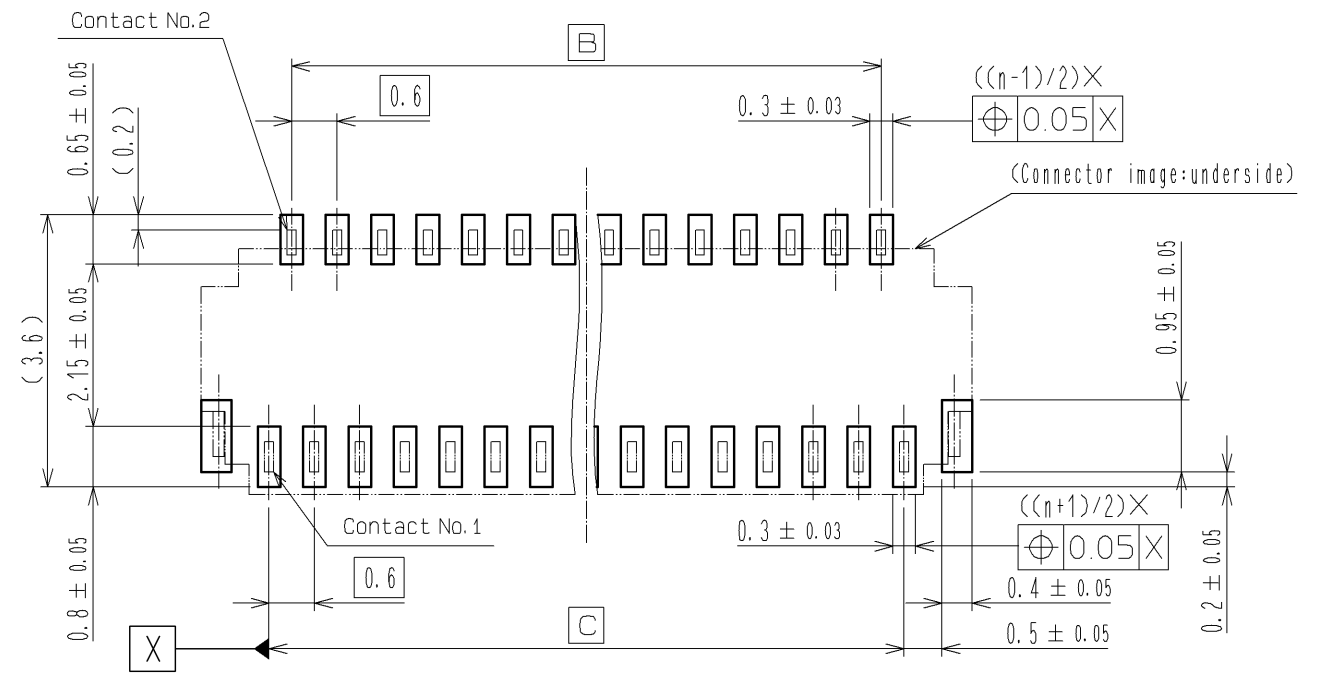 Contact No.2
B
0.6
0.3 ± 0.03
((n-1)/2)X
⌖ 0.05 X
(Connector image:underside)
0.65 ± 0.05
(0.2)
(3.6)
2.15 ± 0.05
0.95 ± 0.05
0.8 ± 0.05
Contact No.1
0.6
0.3 ± 0.03
((n+1)/2)X
⌖ 0.05 X
0.4 ± 0.05
0.2 ± 0.05
X
C
0.5 ± 0.05